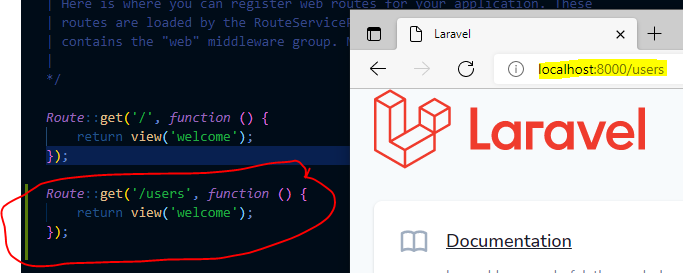 | Here is where you can register web routes for your application. These
| routes are loaded by the RouteServiceP
| contains the "web" middleware group.
|
*/
Route::get('/', function () {
    return view('welcome');
});
Route::get('/users', function () {
    return view('welcome');
});
Laravel
localhost:8000/users
Laravel
Documentation